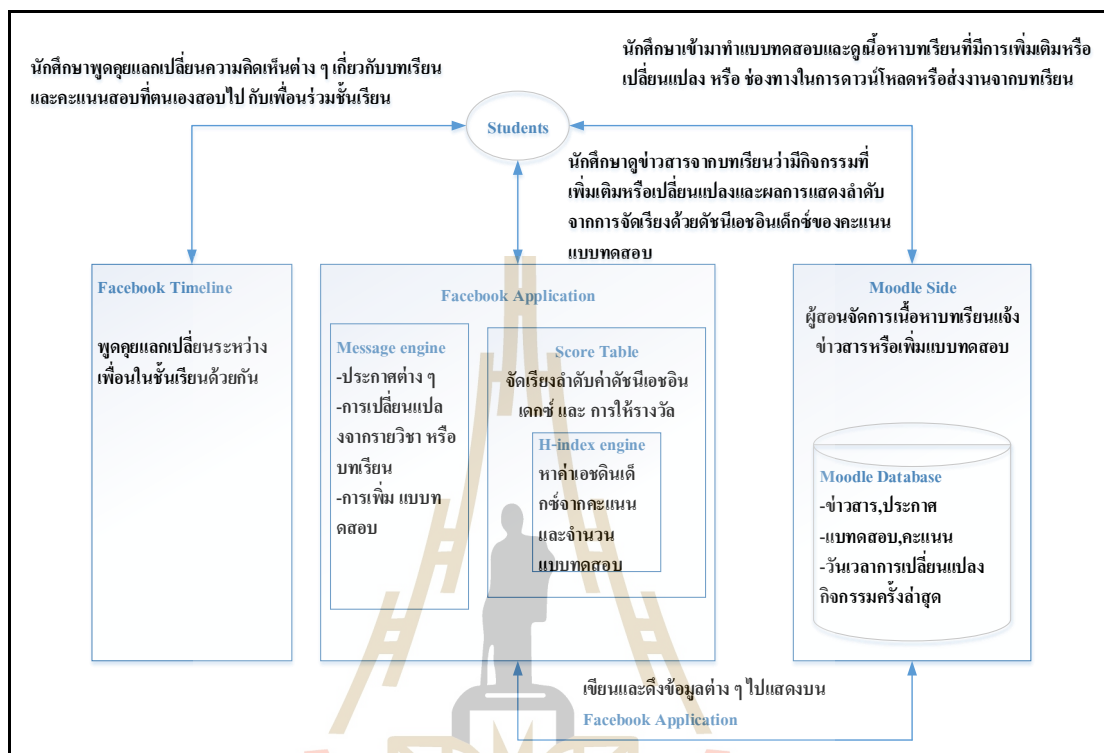 นักศึกษาพูดคุยแลกเปลี่ยนความคิดเห็นต่าง ๆ เกี่ยวกับบทเรียน
และคะแนนสอบที่ตนเองสอบไป กับเพื่อนร่วมชั้นเรียน
นักศึกษาเข้ามาทำแบบทดสอบและดูเนื้อหาบทเรียนที่มีการเพิ่มเติมหรือ
เปลี่ยนแปลง หรือ ช่องทางในการดาวน์โหลดหรือส่งงานจากบทเรียน
Students
นักศึกษาดูข่าวสารจากบทเรียนว่ามีกิจกรรมที่
เพิ่มเติมหรือเปลี่ยนแปลงและผลการแสดงลำดับ
จากการจัดเรียงด้วยดัชนีเอชอินเด็กซ์ของคะแนน
แบบทดสอบ
Facebook Timeline
พูดคุยแลกเปลี่ยนระหว่าง
เพื่อนในชั้นเรียนด้วยกัน
Facebook Application
Message engine
-ประกาศต่าง ๆ
-การเปลี่ยนแปล
งจากรายวิชา หรือ
บทเรียน
-การเพิ่ม แบบท
ดสอบ
Score Table
จัดเรียงลำดับค่าดัชนีเอชอิน
เดกซ์ และ การให้รางวัล
H-index engine
หาค่าเอชดินเด็
กซ์จากคะแนน
และจำนวน
แบบทดสอบ
Moodle Side
ผู้สอนจัดการเนื้อหาบทเรียนแจ้ง
ข่าวสารหรือเพิ่มแบบทดสอบ
Moodle Database
-ข่าวสาร,ประกาศ
-แบทดสอบ,คะแนน
-วันเวลาการเปลี่ยนแปลง
กิจกรรมครั้งล่าสุด
เขียนและดึงข้อมูลต่าง ๆ ไปแสดงบน
Facebook Application